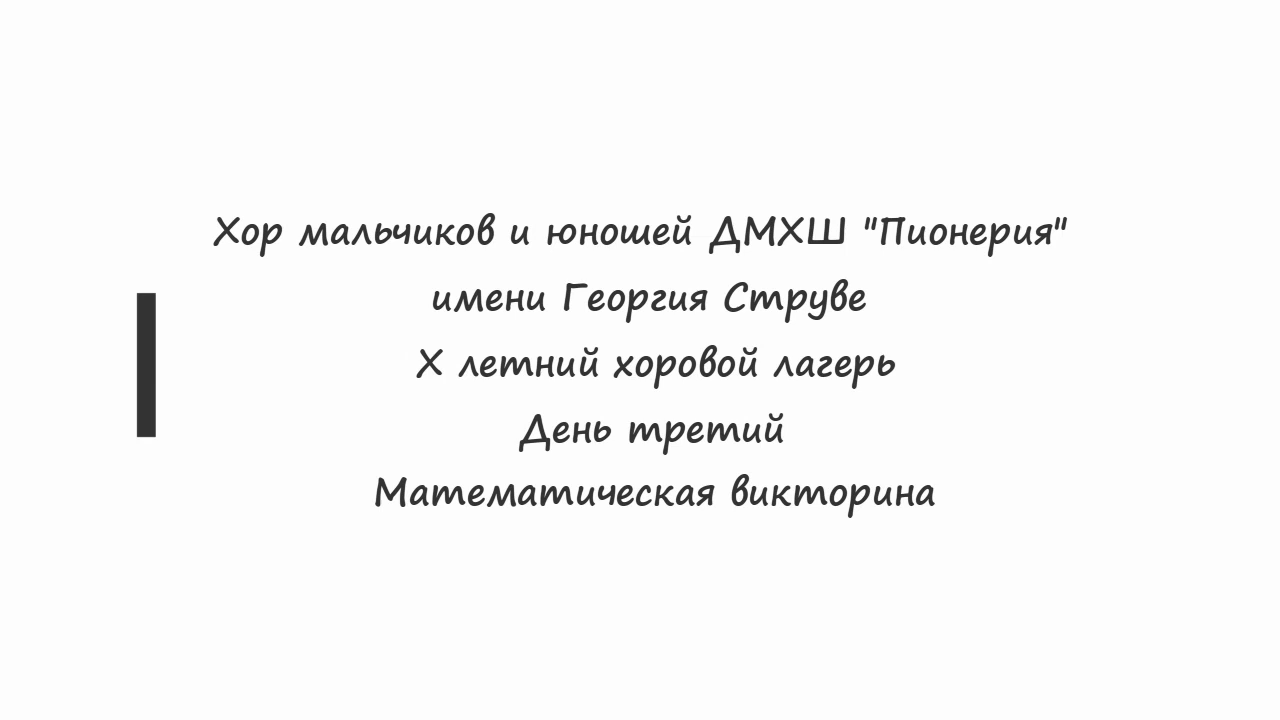 Хор мальчиков и юношей ДМХШ "Пионерия"
имени Георгия Струве
X летний хоровой лагерь
День третий
Математическая викторина